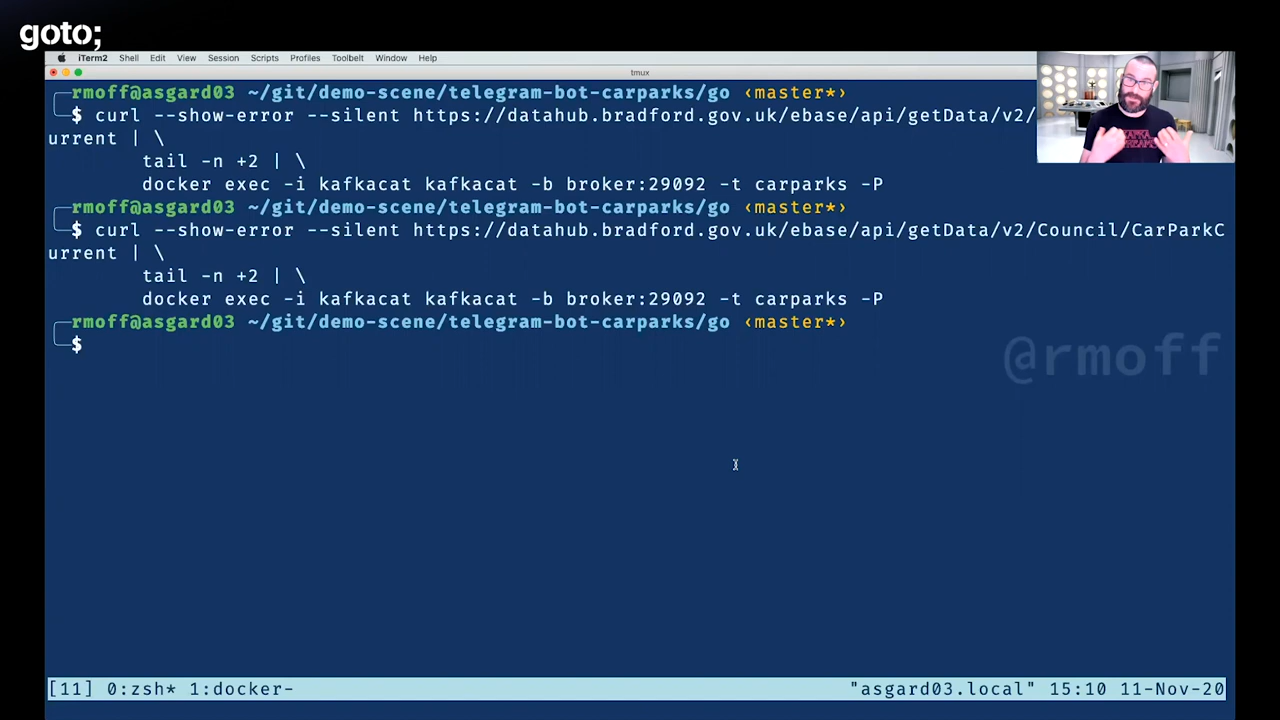 goto;
iTerm2 Shell Edit View Session Scripts Profiles Toolbelt Window Help
tmux
rmoff@asgard03 ~/git/demo-scene/telegram-bot-carparks/go ‹master*›
$ curl --show-error --silent https://datahub.bradford.gov.uk/ebase/api/getData/v2/
urrent | \
tail -n +2 | \
docker exec -i kafkacat kafkacat -b broker:29092 -t carparks -P
rmoff@asgard03 ~/git/demo-scene/telegram-bot-carparks/go ‹master*›
$ curl --show-error --silent https://datahub.bradford.gov.uk/ebase/api/getData/v2/Council/CarParkC
urrent | \
tail -n +2 | \
docker exec -i kafkacat kafkacat -b broker:29092 -t carparks -P
rmoff@asgard03 ~/git/demo-scene/telegram-bot-carparks/go ‹master*›
$
@rmoff
[11] 0:zsh* 1:docker- "asgard03.local" 15:10 11-Nov-20